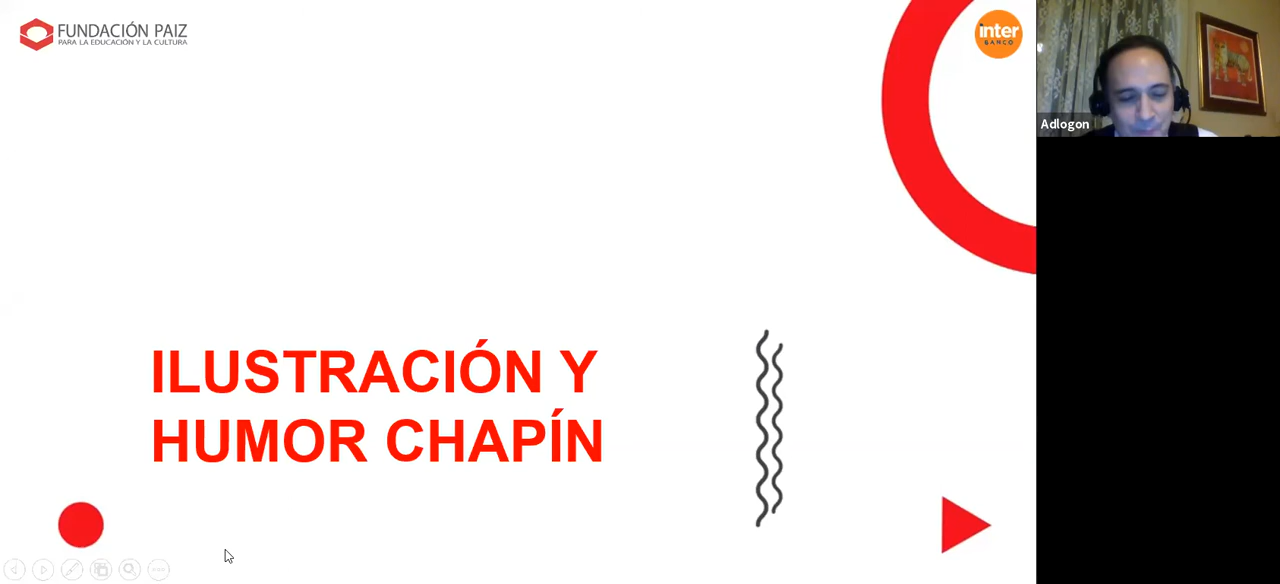 FUNDACIÓN PAIZ
PARA LA EDUCACIÓN Y LA CULTURA
inter
BANCO
Adlogon
ILUSTRACIÓN Y
HUMOR CHAPÍN